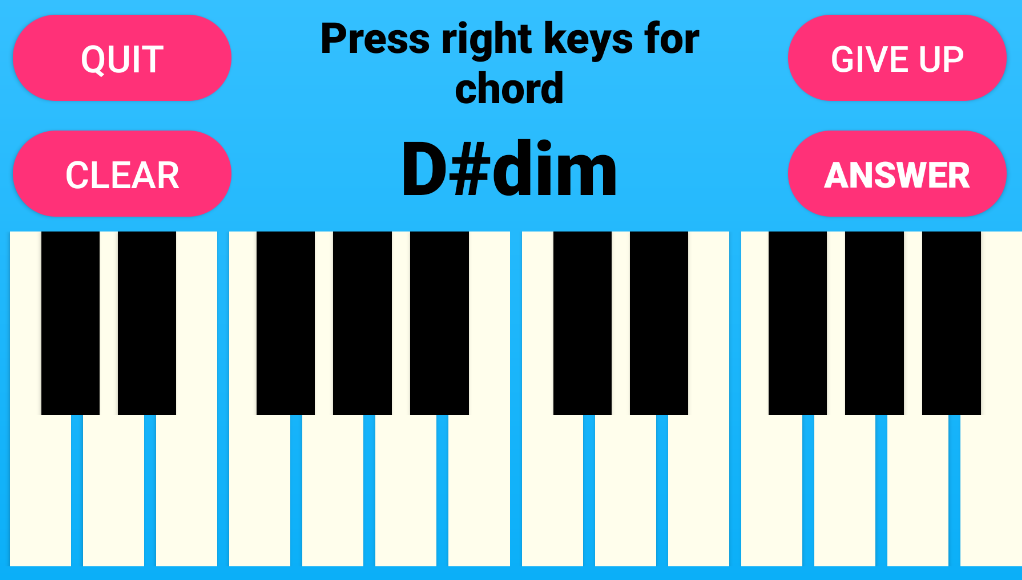 QUIT
Press right keys for
chord
GIVE UP
CLEAR
D#dim
ANSWER